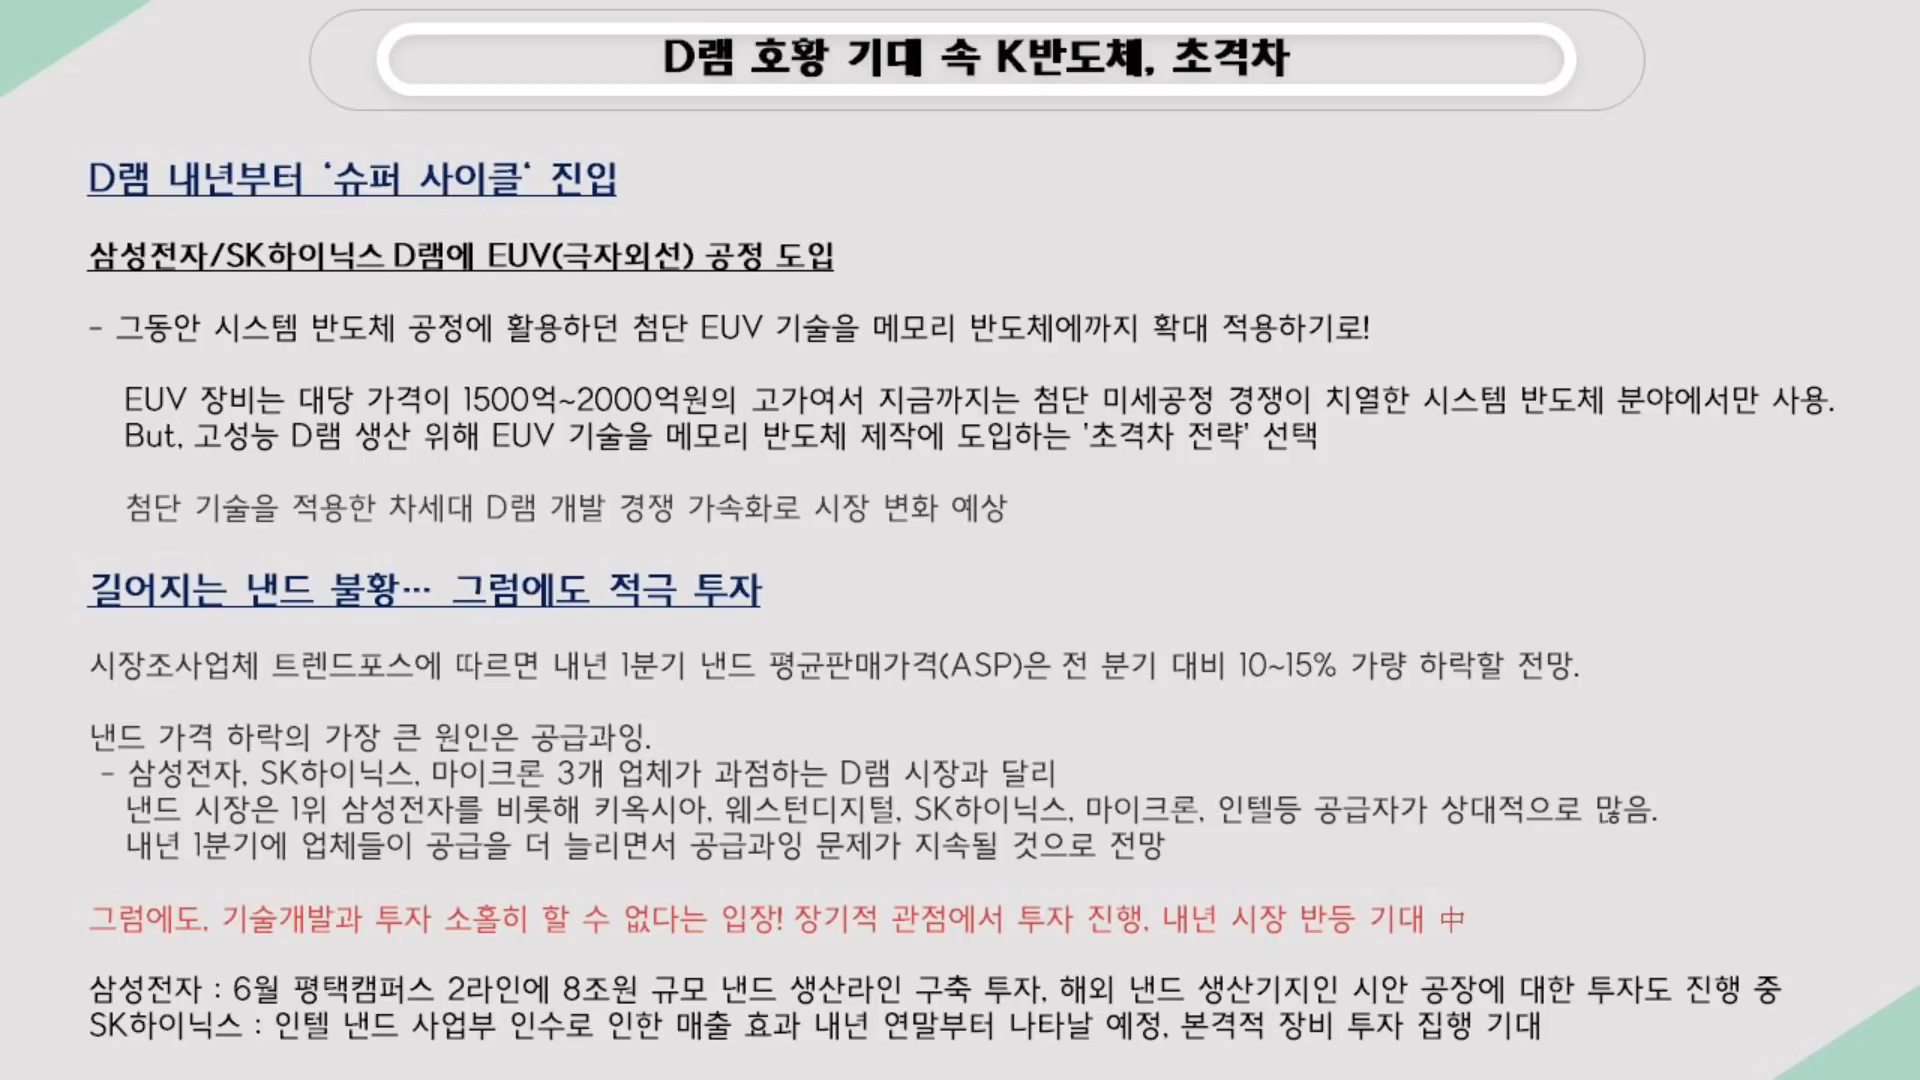 D램 호황 기대 속 K반도체, 초격차
D램 내년부터 ‘슈퍼 사이클‘ 진입
삼성전자/SK하이닉스 D램에 EUV(극자외선) 공정 도입
- 그동안 시스템 반도체 공정에 활용하던 첨단 EUV 기술을 메모리 반도체에까지 확대 적용하기로!
EUV 장비는 대당 가격이 1500억~2000억원의 고가여서 지금까지는 첨단 미세공정 경쟁이 치열한 시스템 반도체 분야에서만 사용.
But, 고성능 D램 생산 위해 EUV 기술을 메모리 반도체 제작에 도입하는 '초격차 전략' 선택
첨단 기술을 적용한 차세대 D램 개발 경쟁 가속화로 시장 변화 예상
길어지는 낸드 불황… 그럼에도 적극 투자
시장조사업체 트렌드포스에 따르면 내년 1분기 낸드 평균판매가격(ASP)은 전 분기 대비 10~15% 가량 하락할 전망.
낸드 가격 하락의 가장 큰 원인은 공급과잉.
- 삼성전자, SK하이닉스, 마이크론 3개 업체가 과점하는 D램 시장과 달리
낸드 시장은 1위 삼성전자를 비롯해 키옥시아, 웨스턴디지털, SK하이닉스, 마이크론, 인텔등 공급자가 상대적으로 많음.
내년 1분기에 업체들이 공급을 더 늘리면서 공급과잉 문제가 지속될 것으로 전망
그럼에도, 기술개발과 투자 소홀히 할 수 없다는 입장! 장기적 관점에서 투자 진행, 내년 시장 반등 기대 中
삼성전자 : 6월 평택캠퍼스 2라인에 8조원 규모 낸드 생산라인 구축 투자, 해외 낸드 생산기지인 시안 공장에 대한 투자도 진행 중
SK하이닉스 : 인텔 낸드 사업부 인수로 인한 매출 효과 내년 연말부터 나타날 예정, 본격적 장비 투자 집행 기대